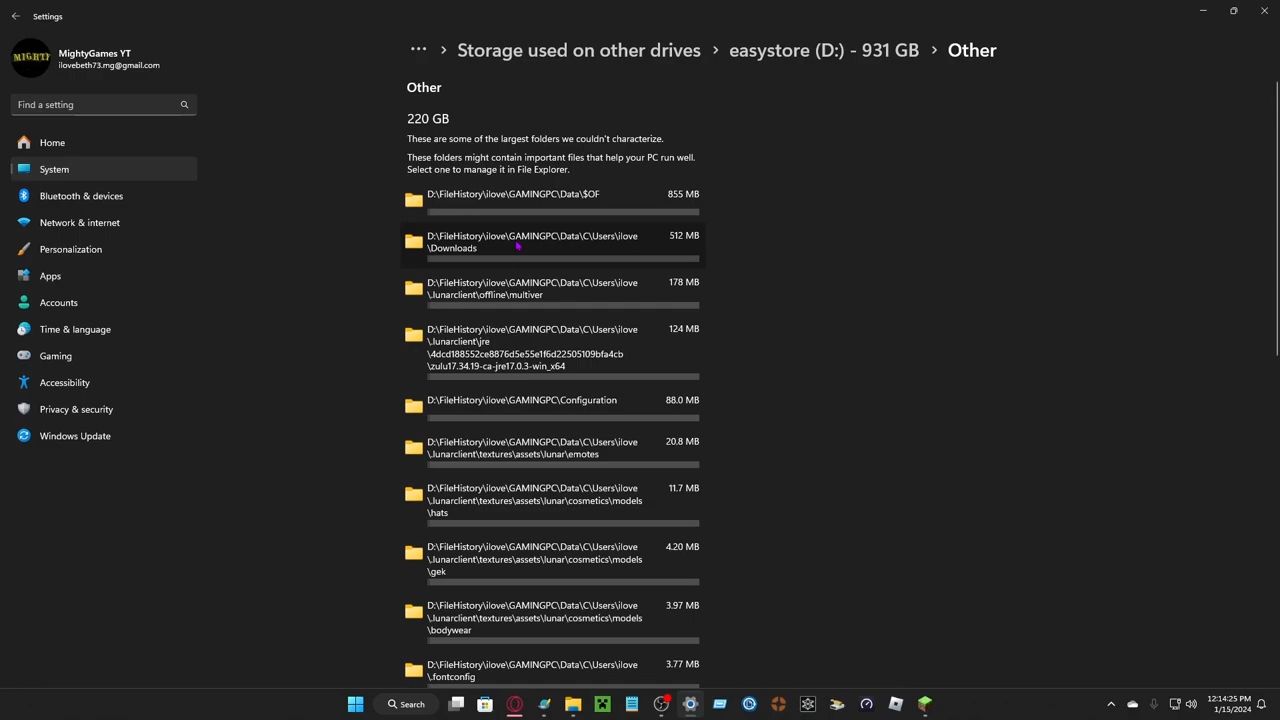 Settings
MightyGames YT
ilovebeth73.mg@gmail.com
MIGHTY
Find a setting
Home
System
Bluetooth & devices
Network & internet
Personalization
Apps
Accounts
Time & language
Gaming
Accessibility
Privacy & security
Windows Update
··· > Storage used on other drives > easystore (D:) - 931 GB > Other
Other
220 GB
These are some of the largest folders we couldn't characterize.
These folders might contain important files that help your PC run well.
Select one to manage it in File Explorer.
D:\FileHistory\ilove\GAMINGPC\Data\$OF 855 MB
D:\FileHistory\ilove\GAMINGPC\Data\C\Users\ilove 512 MB
\Downloads
D:\FileHistory\ilove\GAMINGPC\Data\C\Users\ilove 178 MB
\.lunarclient\offline\multiver
D:\FileHistory\ilove\GAMINGPC\Data\C\Users\ilove 124 MB
\.lunarclient\jre
\4dcd188552ce8876d5e55e1f6d22505109bfa4cb
\zulu17.34.19-ca-jre17.0.3-win_x64
D:\FileHistory\ilove\GAMINGPC\Configuration 88.0 MB
D:\FileHistory\ilove\GAMINGPC\Data\C\Users\ilove 20.8 MB
\.lunarclient\textures\assets\lunar\emotes
D:\FileHistory\ilove\GAMINGPC\Data\C\Users\ilove 11.7 MB
\.lunarclient\textures\assets\lunar\cosmetics\models
\hats
D:\FileHistory\ilove\GAMINGPC\Data\C\Users\ilove 4.20 MB
\.lunarclient\textures\assets\lunar\cosmetics\models
\gek
D:\FileHistory\ilove\GAMINGPC\Data\C\Users\ilove 3.97 MB
\.lunarclient\textures\assets\lunar\cosmetics\models
\bodywear
D:\FileHistory\ilove\GAMINGPC\Data\C\Users\ilove 3.77 MB
\.fontconfig
Search
12:14:25 PM
1/15/2024